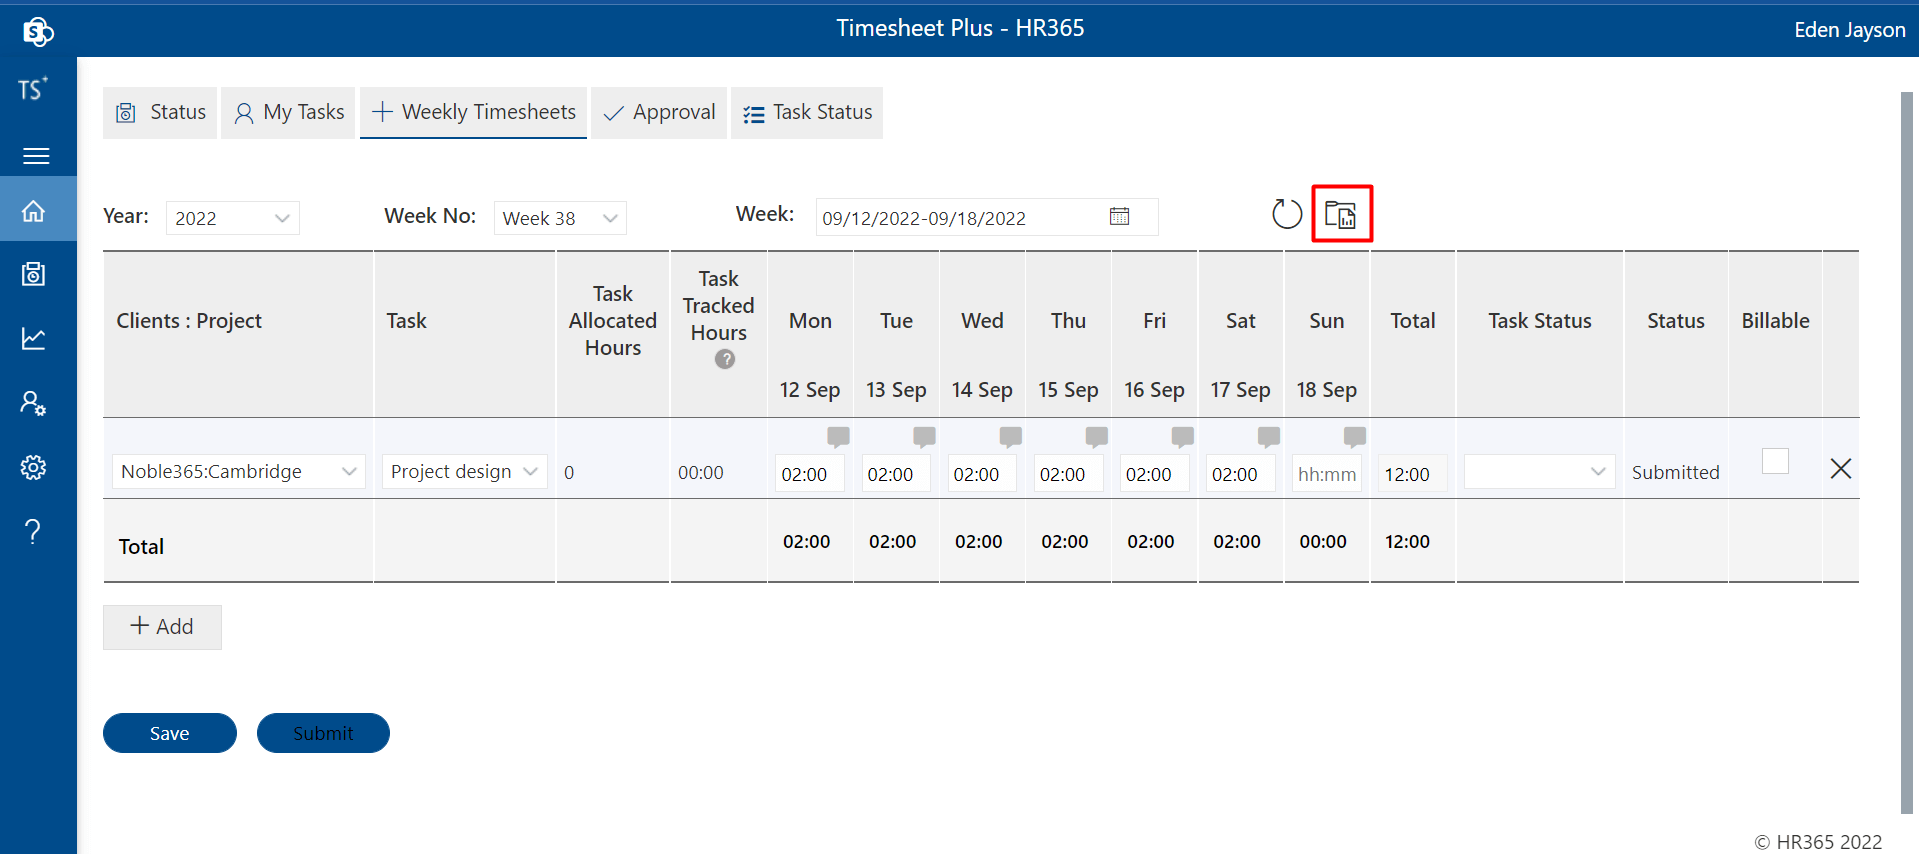 Timesheet Plus - HR365
Eden Jayson
TS+
Status
My Tasks
Weekly Timesheets
Approval
Task Status
Year: 2022 Week No: Week 38 Week: 09/12/2022-09/18/2022
Clients : Project
Task
Task
Allocated
Hours
Task
Tracked
Hours
?
Mon
12 Sep
Tue
13 Sep
Wed
14 Sep
Thu
15 Sep
Fri
16 Sep
Sat
17 Sep
Sun
18 Sep
Total
Task Status
Status
Billable
Noble365:Cambridge Project design 0 00:00 02:00 02:00 02:00 02:00 02:00 02:00 hh:mm 12:00 Submitted
Total 02:00 02:00 02:00 02:00 02:00 02:00 00:00 12:00
+ Add
Save
Submit
© HR365 2022